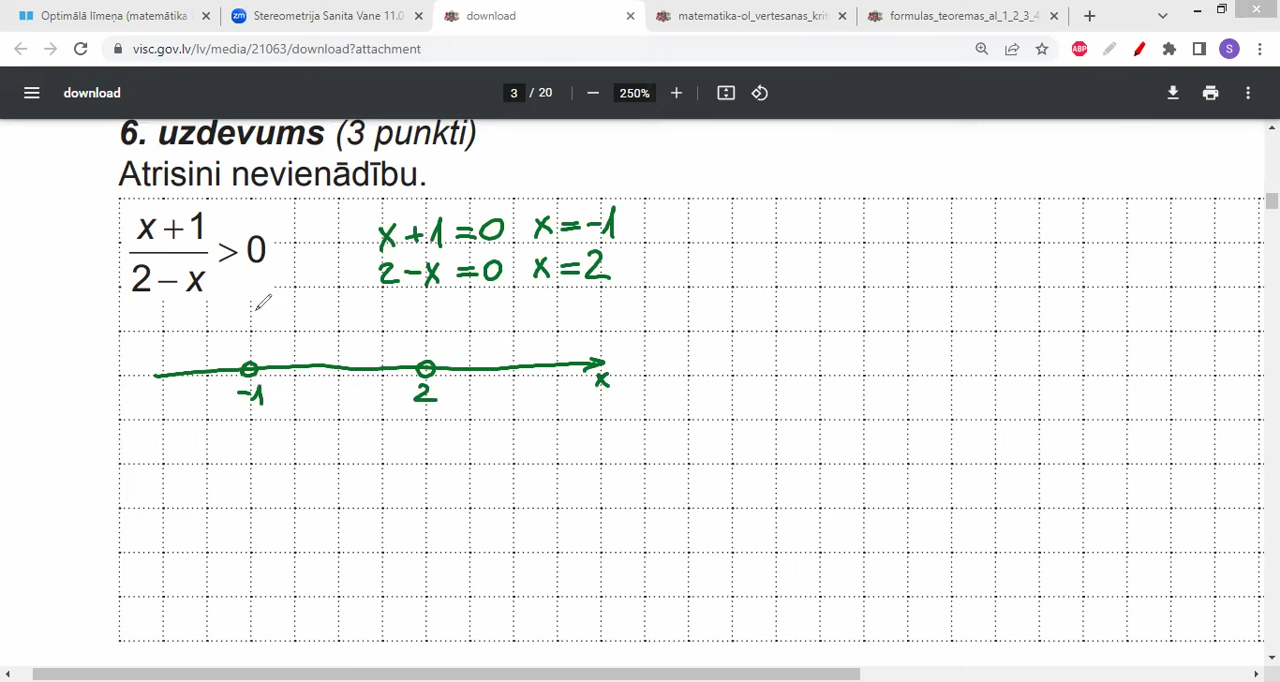 Optimālā līmeņa (matemātika
Stereometrija Sanita Vane 11.0
download
matematika-ol_vertesanas_krit
formulas_teoremas_al_1_2_3_4
visc.gov.lv/lv/media/21063/download?attachment
ABP
S
download
3 / 20
250%
6. uzdevums (3 punkti)
Atrisini nevienādību.
x+1
2−x
> 0
x+1=0 x=-1
2-x=0 x=2
-1 2 x